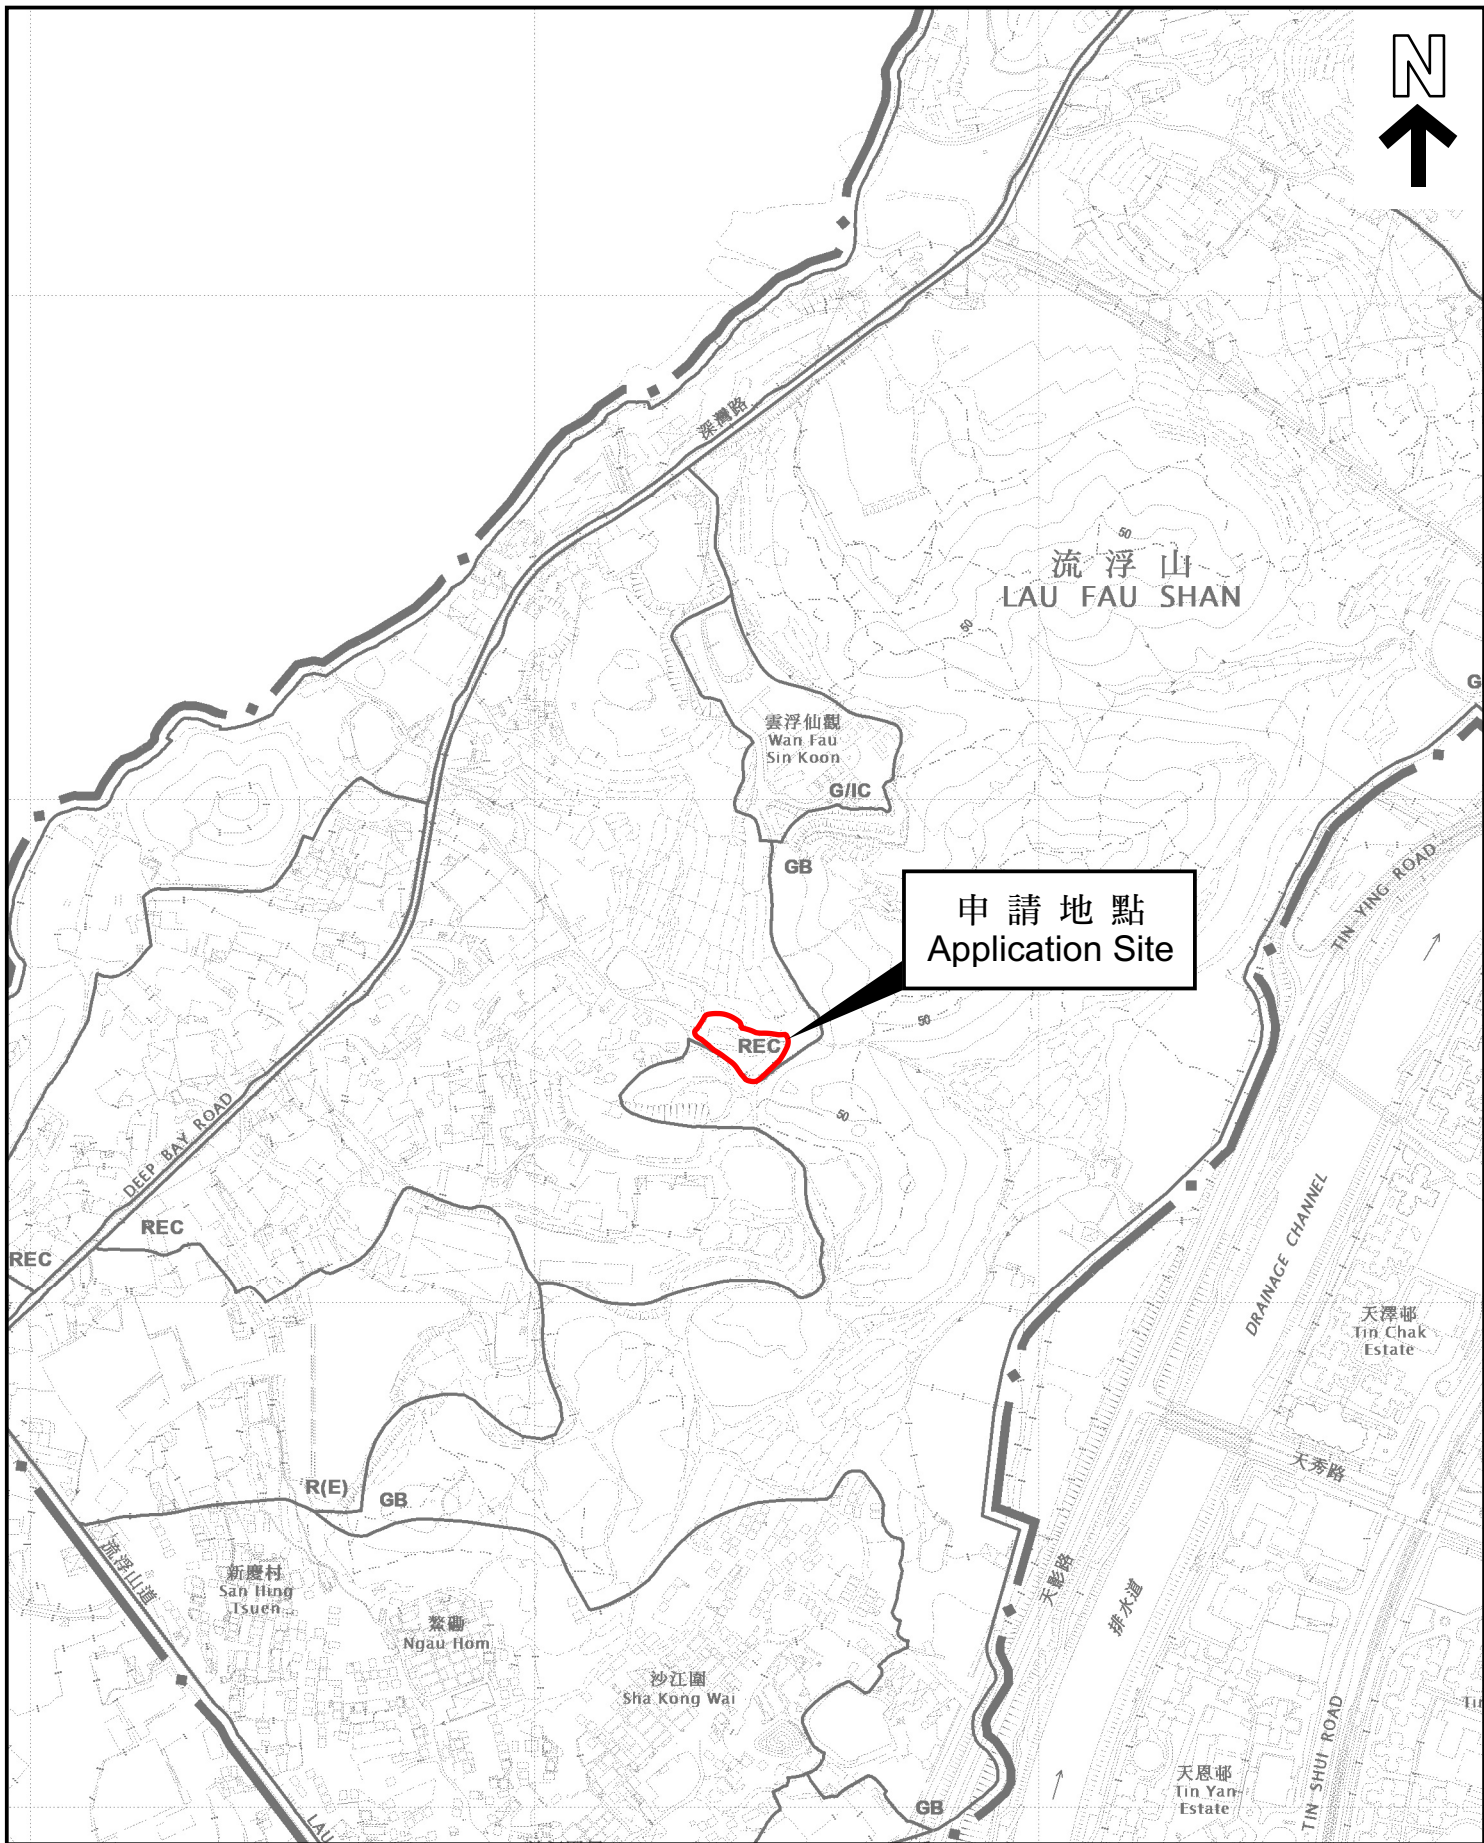 N
深灣路
50
流浮山
LAU FAU SHAN
50
G
雲浮仙觀
Wan Fau
Sin Koon
G/IC
GB
TIN YING ROAD
申請地點
Application Site
50
REC
50
DEEP BAY ROAD
REC
REC
DRAINAGE CHANNEL
天澤邨
Tin Chak
Estate
天秀路
R(E)
GB
流浮山道
新慶村
San Hing
Tsuen
天影路
排水道
鰲磡
Ngau Hom
沙江圍
Sha Kong Wai
TIN SHUI ROAD
天恩邨
Tin Yan
Estate
GB
LAU